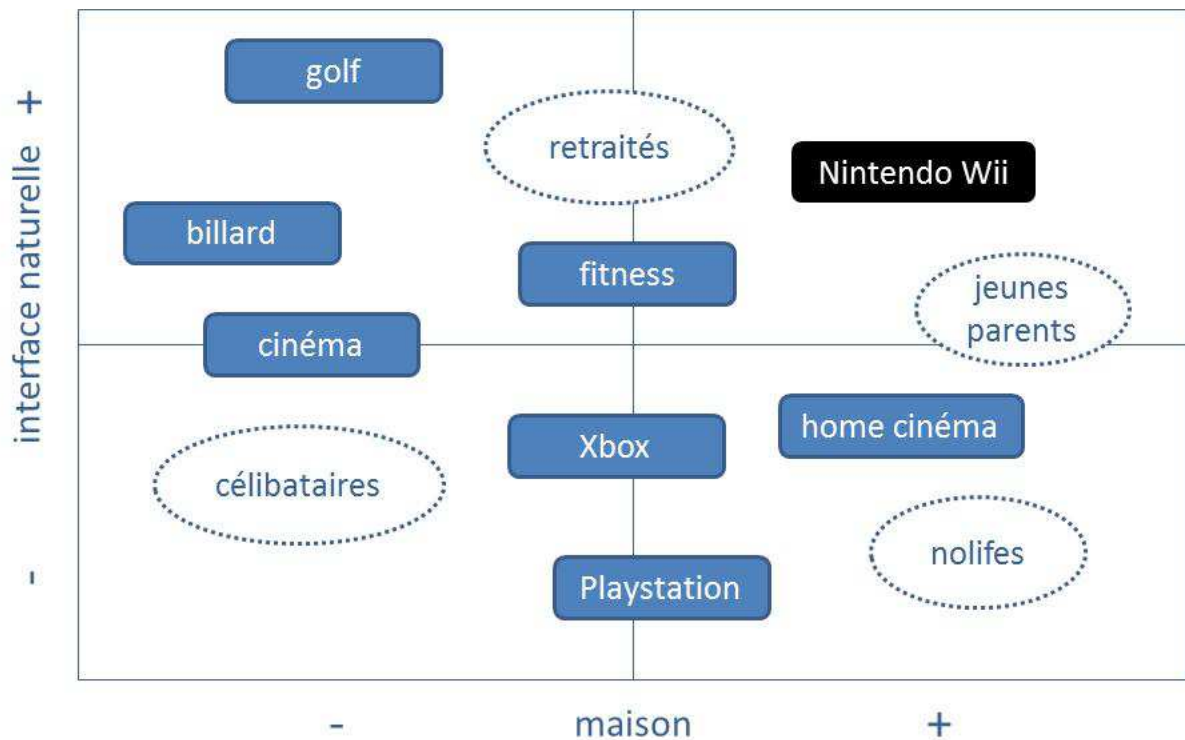 golf
retraités
Nintendo Wii
billard
fitness
jeunes
parents
cinéma
home cinéma
Xbox
célibataires
nolifes
Playstation
- interface naturelle +
- maison +